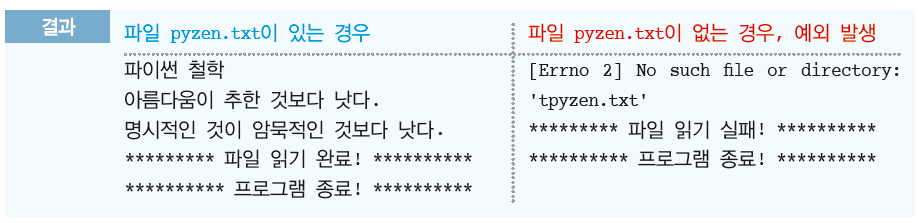 결과
파일 pyzen.txt이 있는 경우
파이썬 철학
아름다움이 추한 것보다 낫다.
명시적인 것이 암묵적인 것보다 낫다.
********* 파일 읽기 완료! **********
********** 프로그램 종료! **********
파일 pyzen.txt이 없는 경우, 예외 발생
[Errno 2] No such file or directory:
'tpyzen.txt'
********* 파일 읽기 실패! **********
********** 프로그램 종료! **********